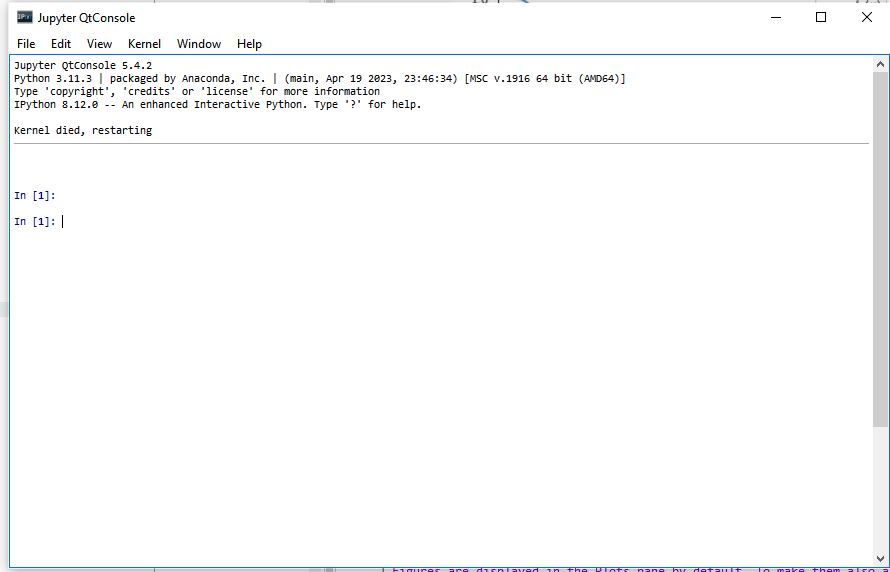 Jupyter QtConsole
File Edit View Kernel Window Help
Jupyter QtConsole 5.4.2
Python 3.11.3 | packaged by Anaconda, Inc. | (main, Apr 19 2023, 23:46:34) [MSC v.1916 64 bit (AMD64)]
Type 'copyright', 'credits' or 'license' for more information
IPython 8.12.0 -- An enhanced Interactive Python. Type '?' for help.
Kernel died, restarting
In [1]:
In [1]:
Figures are displayed in the Plots pane by default. To make them also a